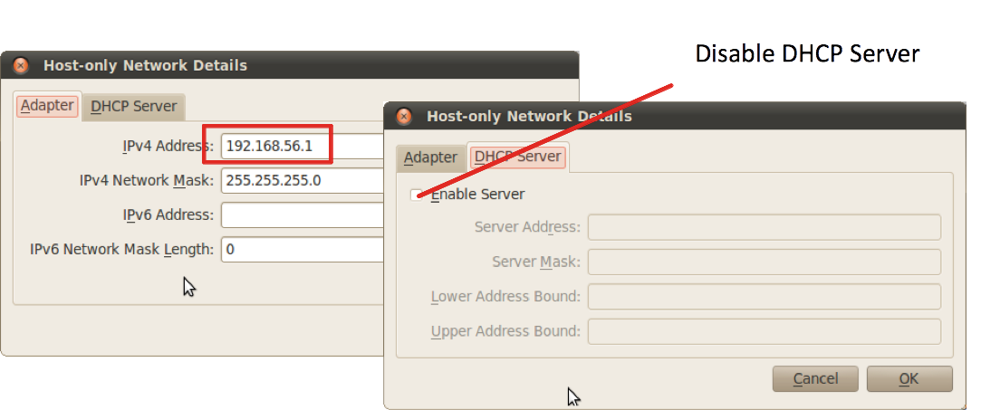 Disable DHCP Server
Host-only Network Details
Adapter DHCP Server
IPv4 Address: 192.168.56.1
IPv4 Network Mask: 255.255.255.0
IPv6 Address:
IPv6 Network Mask Length: 0
Host-only Network Details
Adapter DHCP Server
Enable Server
Server Address:
Server Mask:
Lower Address Bound:
Upper Address Bound:
Cancel OK